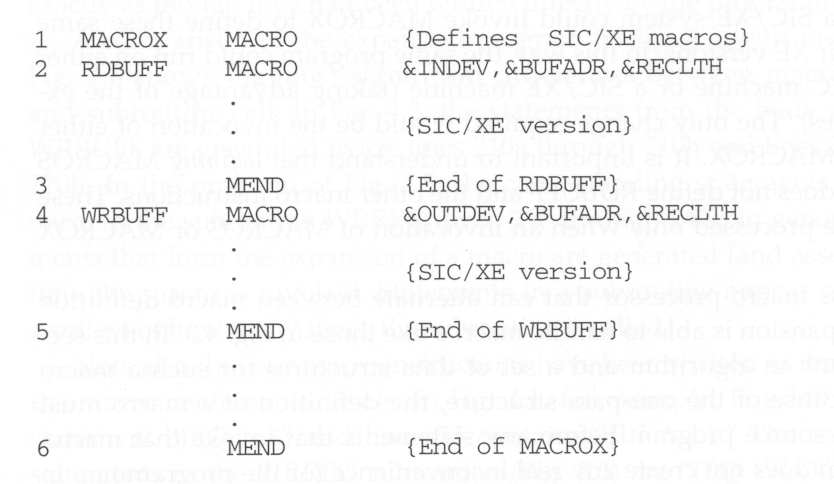 1 MACROX MACRO {Defines SIC/XE macros}
2 RDBUFF MACRO &INDEV,&BUFADR,&RECLTH
.
. {SIC/XE version}
.
3 MEND {End of RDBUFF}
4 WRBUFF MACRO &OUTDEV,&BUFADR,&RECLTH
.
. {SIC/XE version}
.
5 MEND {End of WRBUFF}
.
.
.
6 MEND {End of MACROX}